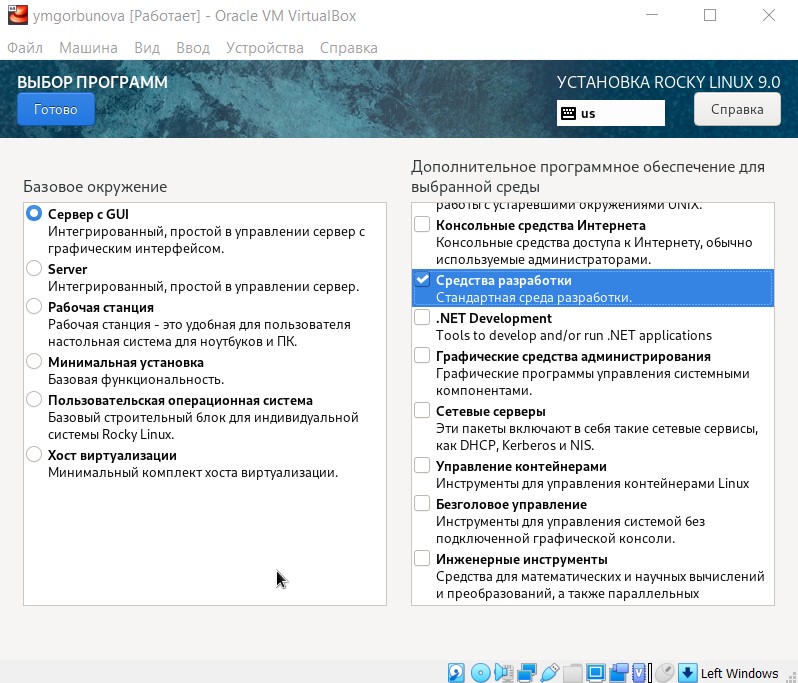 ymgorbunova [Работает] - Oracle VM VirtualBox
Файл Машина Вид Ввод Устройства Справка
ВЫБОР ПРОГРАММ
УСТАНОВКА ROCKY LINUX 9.0
Готово
us
Справка
Базовое окружение
Сервер с GUI
Интегрированный, простой в управлении сервер с
графическим интерфейсом.
Server
Интегрированный, простой в управлении сервер.
Рабочая станция
Рабочая станция - это удобная для пользователя
настольная система для ноутбуков и ПК.
Минимальная установка
Базовая функциональность.
Пользовательская операционная система
Базовый строительный блок для индивидуальной
системы Rocky Linux.
Хост виртуализации
Минимальный комплект хоста виртуализации.
Дополнительное программное обеспечение для
выбранной среды
работы с устаревшими окружениями UNIX.
Консольные средства Интернета
Консольные средства доступа к Интернету, обычно
используемые администраторами.
Средства разработки
Стандартная среда разработки.
.NET Development
Tools to develop and/or run .NET applications
Графические средства администрирования
Графические программы управления системными
компонентами.
Сетевые серверы
Эти пакеты включают в себя такие сетевые сервисы,
как DHCP, Kerberos и NIS.
Управление контейнерами
Инструменты для управления контейнерами Linux
Безголовое управление
Инструменты для управления системой без
подключенной графической консоли.
Инженерные инструменты
Средства для математических и научных вычислений
и преобразований, а также параллельных
Left Windows